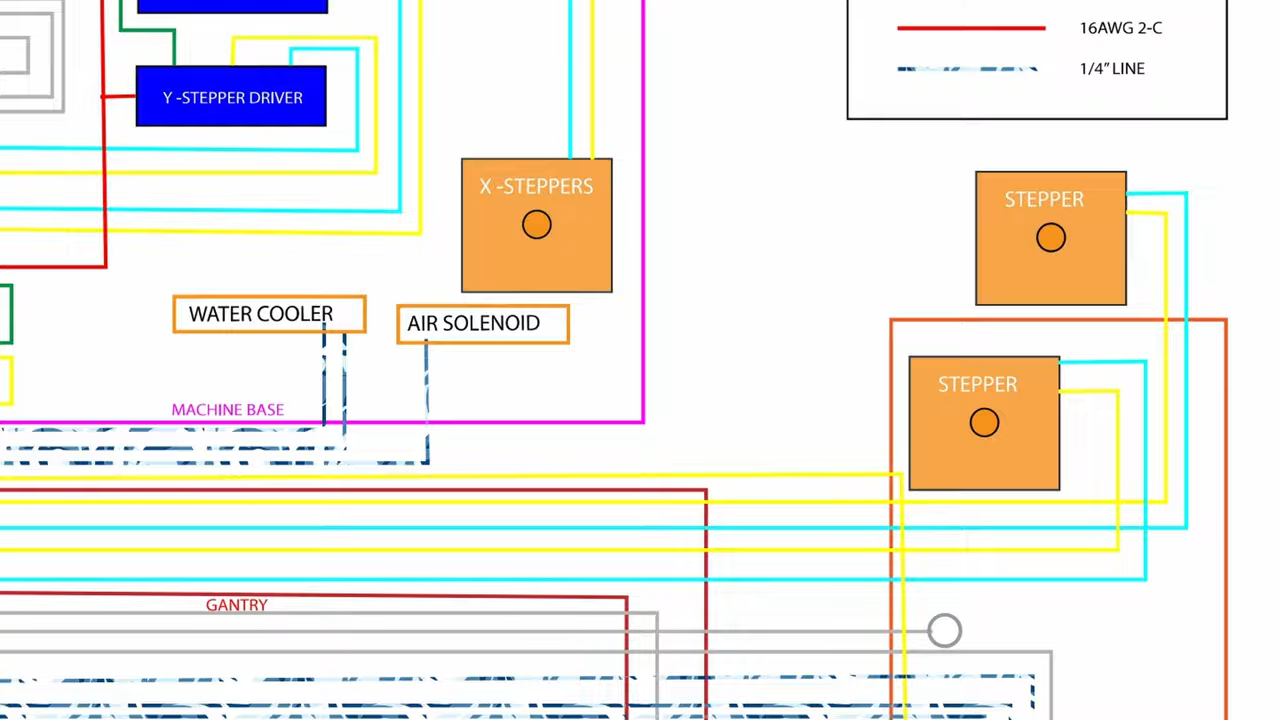 16AWG 2-C
1/4” LINE
Y -STEPPER DRIVER
X -STEPPERS
STEPPER
WATER COOLER
AIR SOLENOID
STEPPER
MACHINE BASE
GANTRY